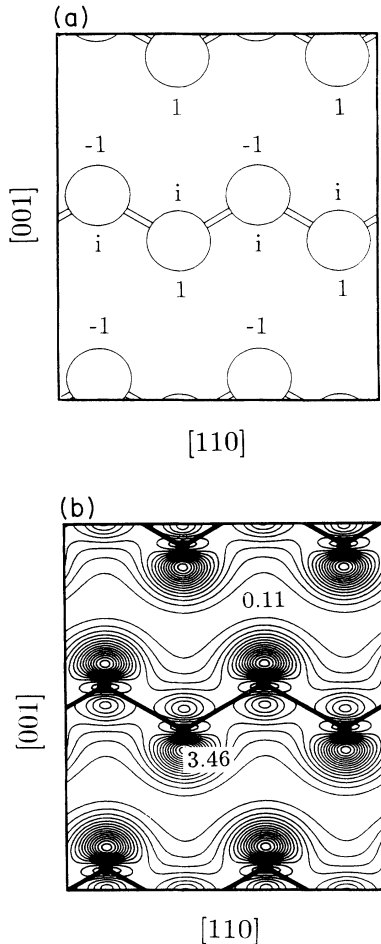 (a)
1 1
-1 -1
i i
[001]
i i
1 1
-1 -1
[110]
(b)
0.11
[001]
3.46
[110]